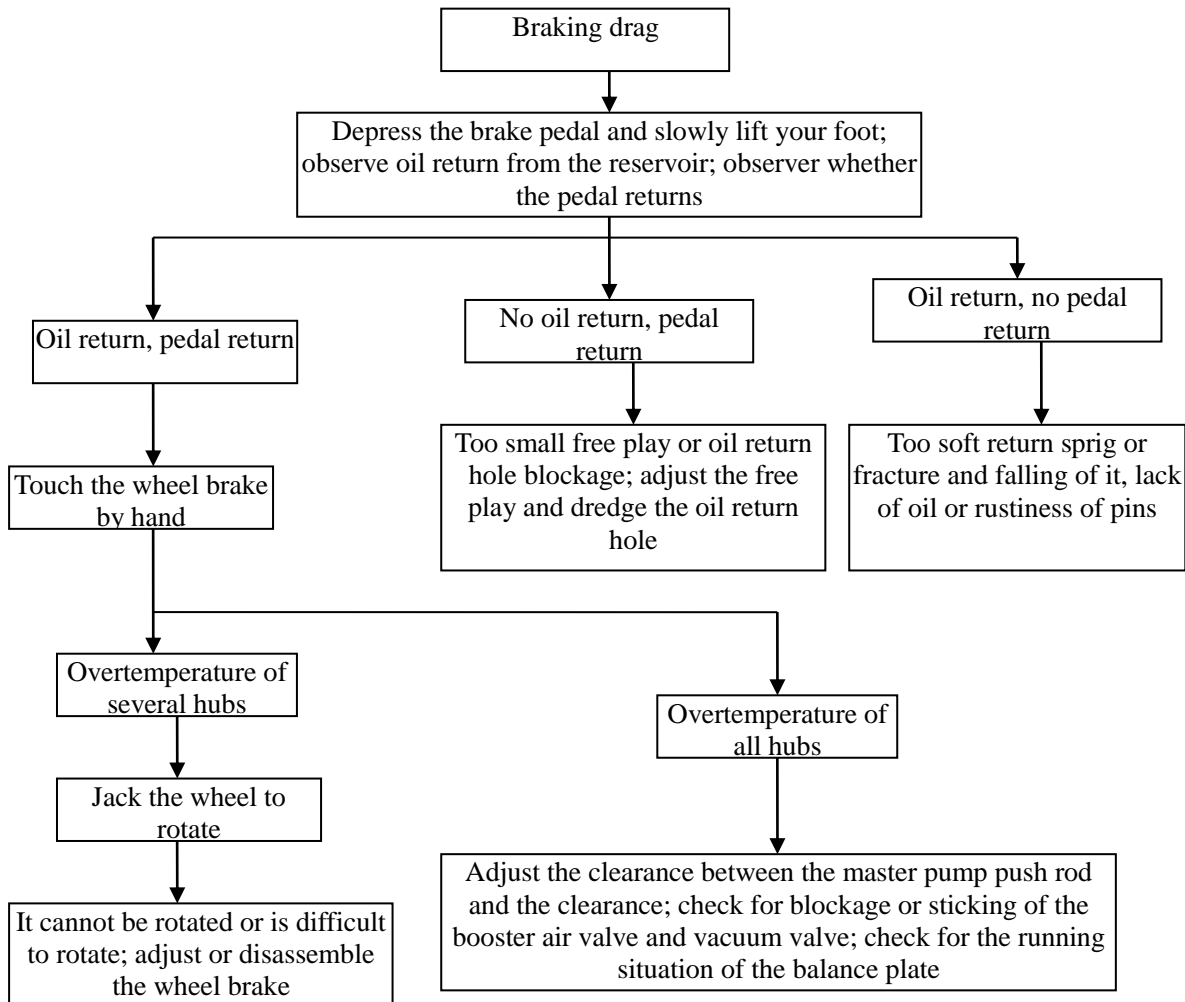 Braking drag
Depress the brake pedal and slowly lift your foot;
observe oil return from the reservoir; observer whether
the pedal returns
Oil return, pedal return
No oil return, pedal
return
Oil return, no pedal
return
Touch the wheel brake
by hand
Too small free play or oil return
hole blockage; adjust the free
play and dredge the oil return
hole
Too soft return sprig or
fracture and falling of it, lack
of oil or rustiness of pins
Overtemperature of
several hubs
Overtemperature of
all hubs
Jack the wheel to
rotate
It cannot be rotated or is difficult
to rotate; adjust or disassemble
the wheel brake
Adjust the clearance between the master pump push rod
and the clearance; check for blockage or sticking of the
booster air valve and vacuum valve; check for the running
situation of the balance plate